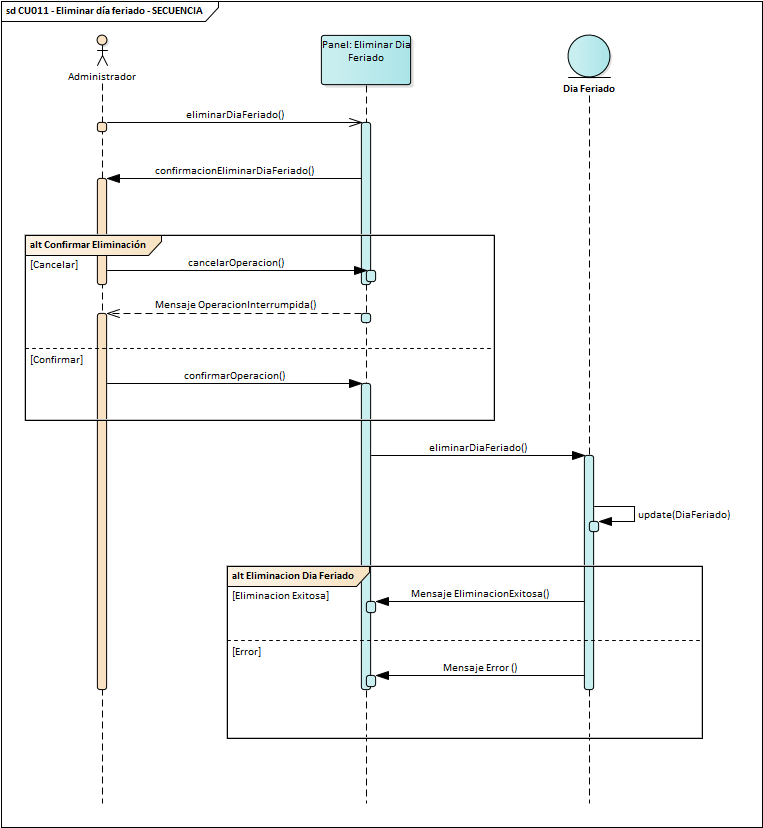 sd CU011 - Eliminar día feriado - SECUENCIA
Administrador
Panel: Eliminar Dia
Feriado
Dia Feriado
eliminarDiaFeriado()
confirmacionEliminarDiaFeriado()
alt Confirmar Eliminación
[Cancelar]
cancelarOperacion()
Mensaje OperacionInterrumpida()
[Confirmar]
confirmarOperacion()
eliminarDiaFeriado()
update(DiaFeriado)
alt Eliminacion Dia Feriado
[Eliminacion Exitosa]
Mensaje EliminacionExitosa()
[Error]
Mensaje Error ()